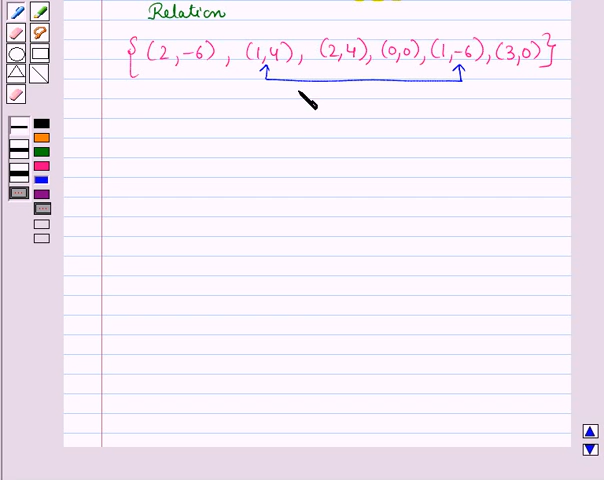 Relation
{ (2, -6), (1,4), (2,4), (0,0), (1,-6), (3,0) }